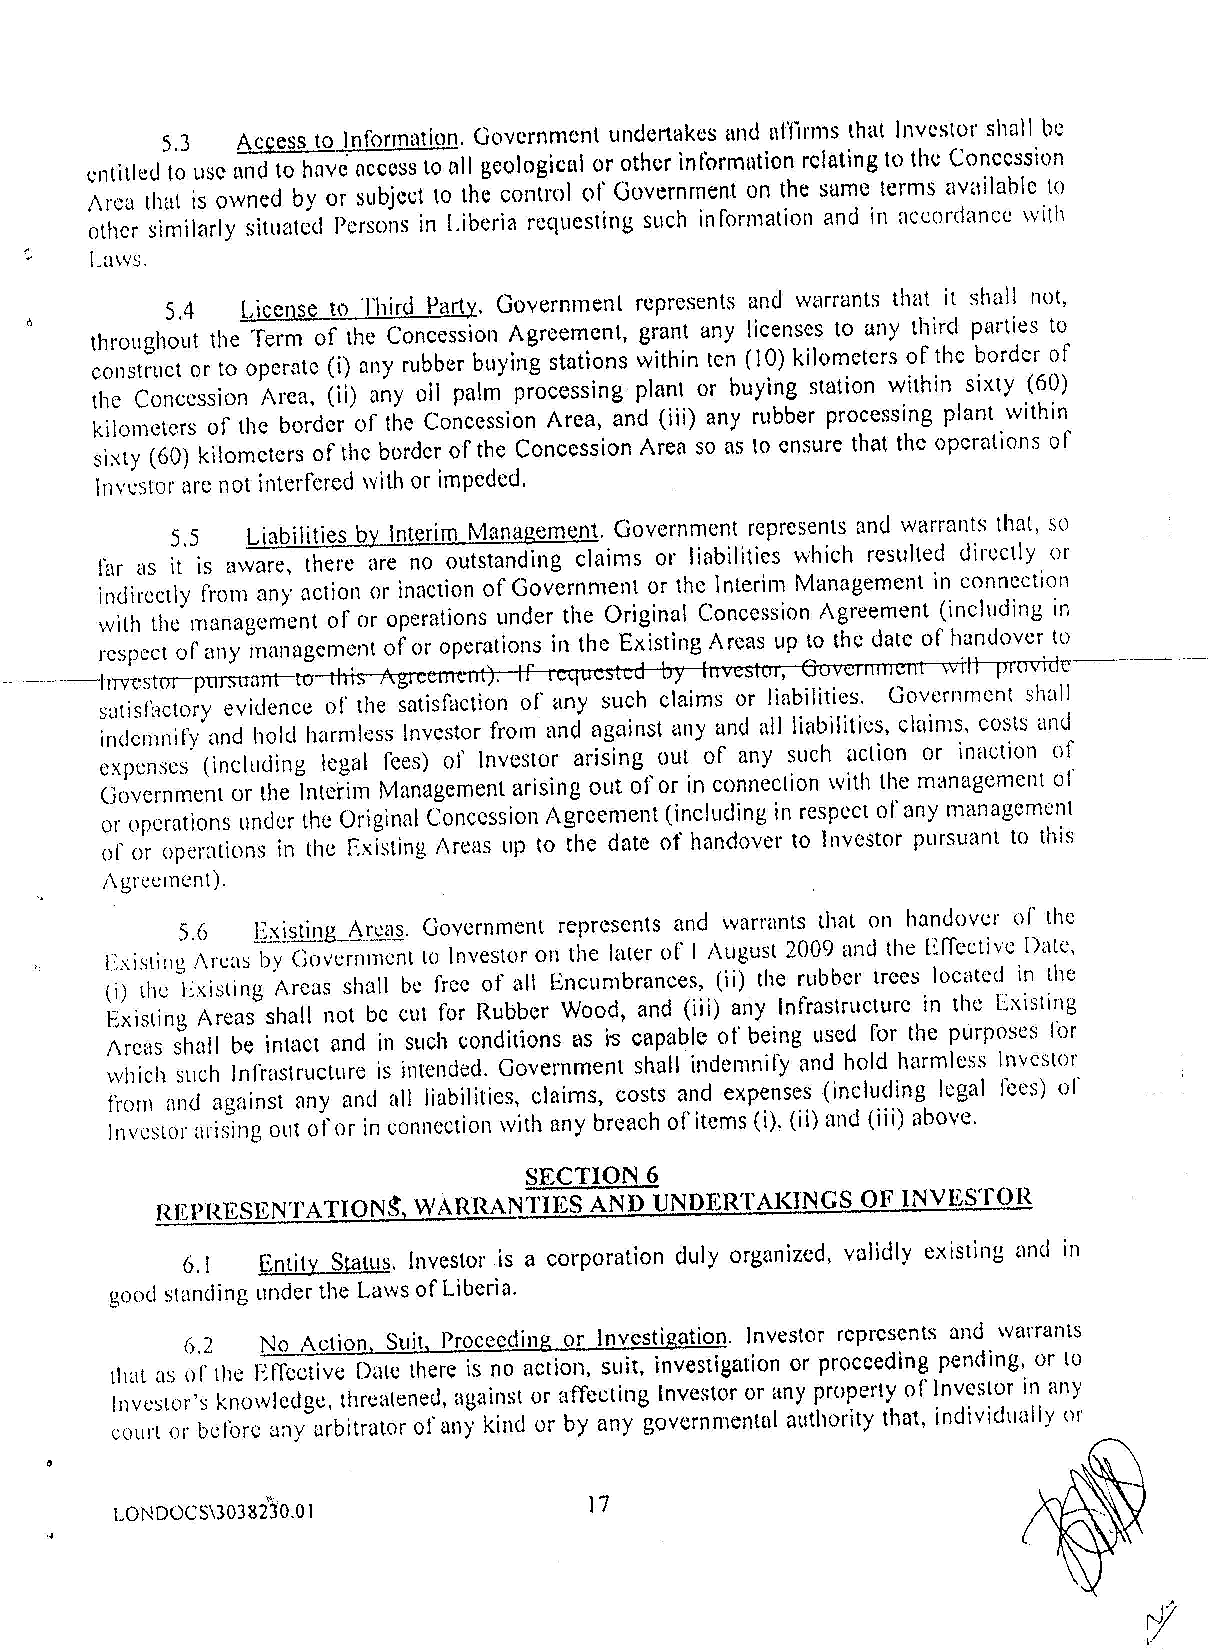 5.3 Access to Information. Government undertakes and affirms that Investor shall be
entitled to use and to have access to all geological or other information relating to the Concession
Area that is owned by or subject to the control of Government on the same terms available to
other similarly situated Persons in Liberia requesting such information and in accordance with
Laws.
5.4 License to Third Party. Government represents and warrants that it shall not,
throughout the Term of the Concession Agreement, grant any licenses to any third parties to
construct or to operate (i) any rubber buying stations within ten (10) kilometers of the border of
the Concession Area, (ii) any oil palm processing plant or buying station within sixty (60)
kilometers of the border of the Concession Area, and (iii) any rubber processing plant within
sixty (60) kilometers of the border of the Concession Area so as to ensure that the operations of
Investor are not interfered with or impeded.
5.5 Liabilities by Interim Management. Government represents and warrants that, so
far as it is aware, there are no outstanding claims or liabilities which resulted directly or
indirectly from any action or inaction of Government or the Interim Management in connection
with the management of or operations under the Original Concession Agreement (including in
respect of any management of or operations in the Existing Areas up to the date of handover to
Investor pursuant to this Agreement). If requested by Investor, Government will provide
satisfactory evidence of the satisfaction of any such claims or liabilities. Government shall
indemnify and hold harmless Investor from and against any and all liabilities, claims, costs and
expenses (including legal fees) of Investor arising out of any such action or inaction of
Government or the Interim Management arising out of or in connection with the management of
or operations under the Original Concession Agreement (including in respect of any management
of or operations in the Existing Areas up to the date of handover to Investor pursuant to this
Agreement).
5.6 Existing Areas. Government represents and warrants that on handover of the
Existing Areas by Government to Investor on the later of 1 August 2009 and the Effective Date,
(i) the Existing Areas shall be free of all Encumbrances, (ii) the rubber trees located in the
Existing Areas shall not be cut for Rubber Wood, and (iii) any Infrastructure in the Existing
Areas shall be intact and in such conditions as is capable of being used for the purposes for
which such Infrastructure is intended. Government shall indemnify and hold harmless Investor
from and against any and all liabilities, claims, costs and expenses (including legal fees) of
Investor arising out of or in connection with any breach of items (i), (ii) and (iii) above.
SECTION 6
REPRESENTATIONS, WARRANTIES AND UNDERTAKINGS OF INVESTOR
6.1 Entity Status. Investor is a corporation duly organized, validly existing and in
good standing under the Laws of Liberia.
6.2 No Action, Suit, Proceeding or Investigation. Investor represents and warrants
that as of the Effective Date there is no action, suit, investigation or proceeding pending, or to
Investor's knowledge, threatened, against or affecting Investor or any property of Investor in any
court or before any arbitrator of any kind or by any governmental authority that, individually or
LONDOCS\3038230.01
17